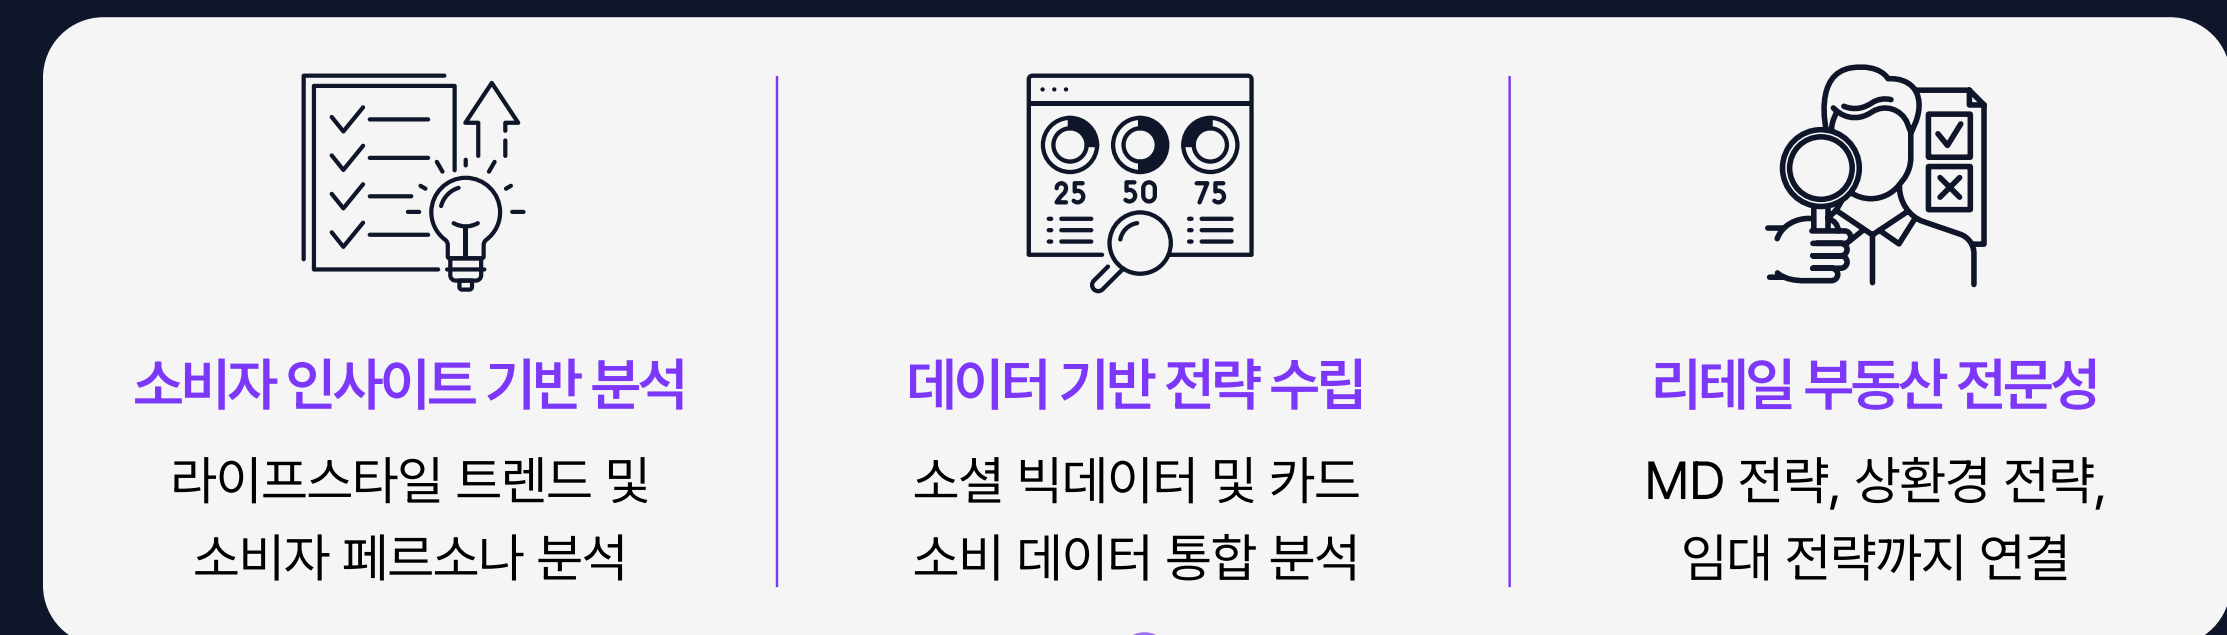 25 50 75
소비자 인사이트 기반 분석
라이프스타일 트렌드 및
소비자 페르소나 분석
데이터 기반 전략 수립
소셜 빅데이터 및 카드
소비 데이터 통합 분석
리테일 부동산 전문성
MD 전략, 상환경 전략,
임대 전략까지 연결